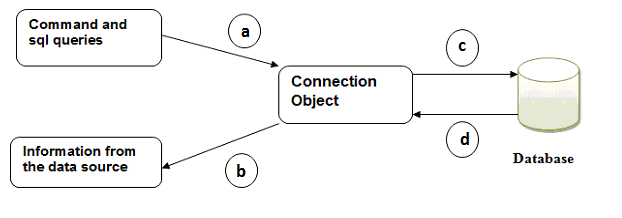 Command and
sql queries
a
c
Connection
Object
Information from
the data source
b
d
Database